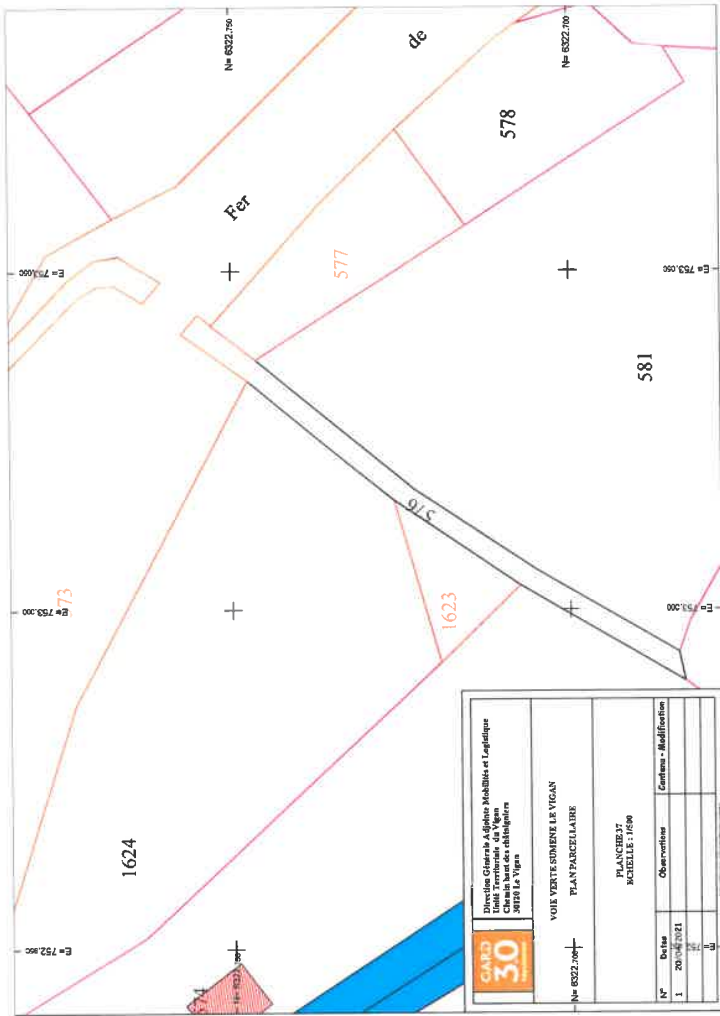 N= 6322.750
de
N= 6322.700
578
Fer
577
E= 753.050
E= 753.050
581
576
573
E= 753.000
1623
E= 753.000
1624
E= 752.950
574
GARD
30
Direction Générale Adjointe Mobilités et Logistique
Unité Territoriale du Vigan
Chemin haut des châtaigniers
30120 Le Vigan
VOIE VERTE SUMENE LE VIGAN
PLAN PARCELLAIRE
PLANCHE 37
ECHELLE : 1/500
N= 6322.700
N° Dates Observations Contenu - Modification
1 20/04/2021